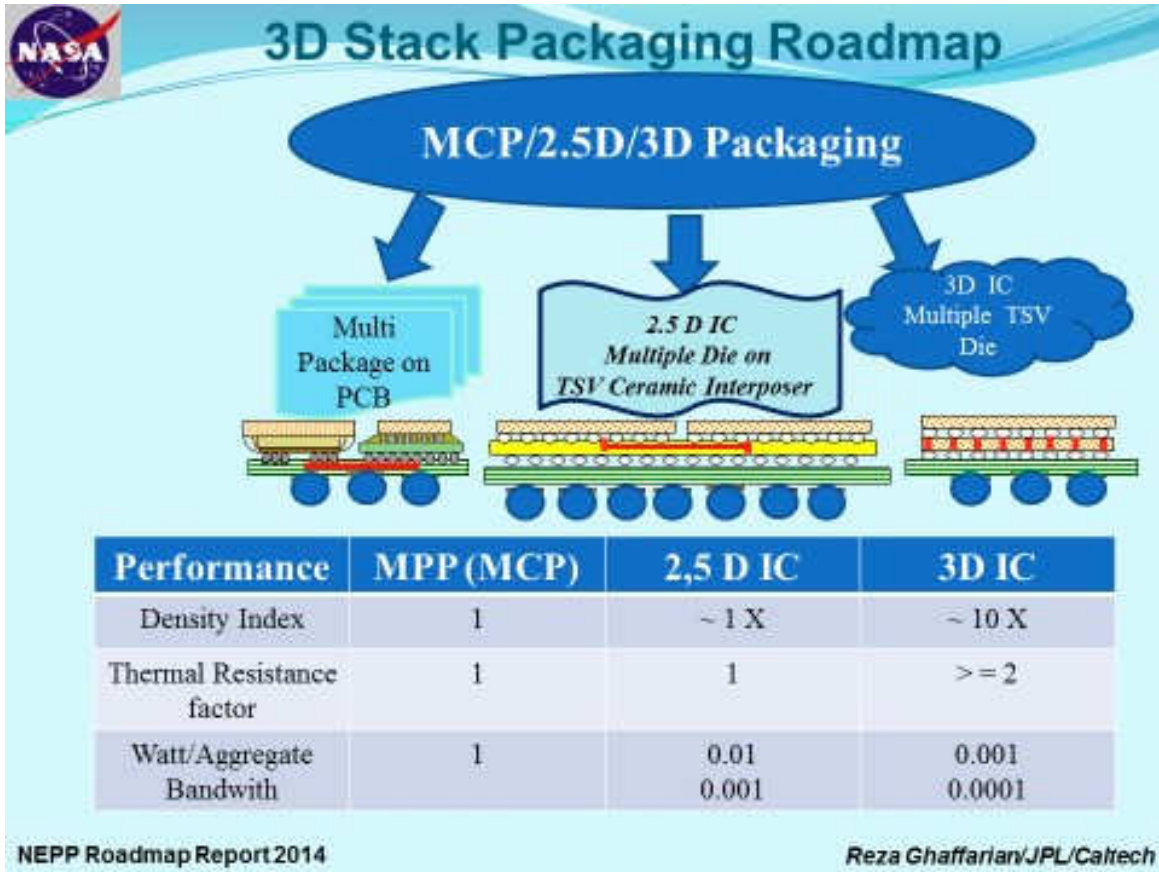 NASA
3D Stack Packaging Roadmap
MCP/2.5D/3D Packaging
Multi
Package on
PCB
2.5 D IC
Multiple Die on
TSV Ceramic Interposer
3D IC
Multiple TSV
Die
Performance MPP (MCP) 2,5 D IC 3D IC
Density Index 1 ~ 1 X ~ 10 X
Thermal Resistance 1 1 > = 2
factor
Watt/Aggregate 1 0.01 0.001
Bandwith 0.001 0.0001
NEPP Roadmap Report 2014
Reza Ghaffarian/JPL/Caltech